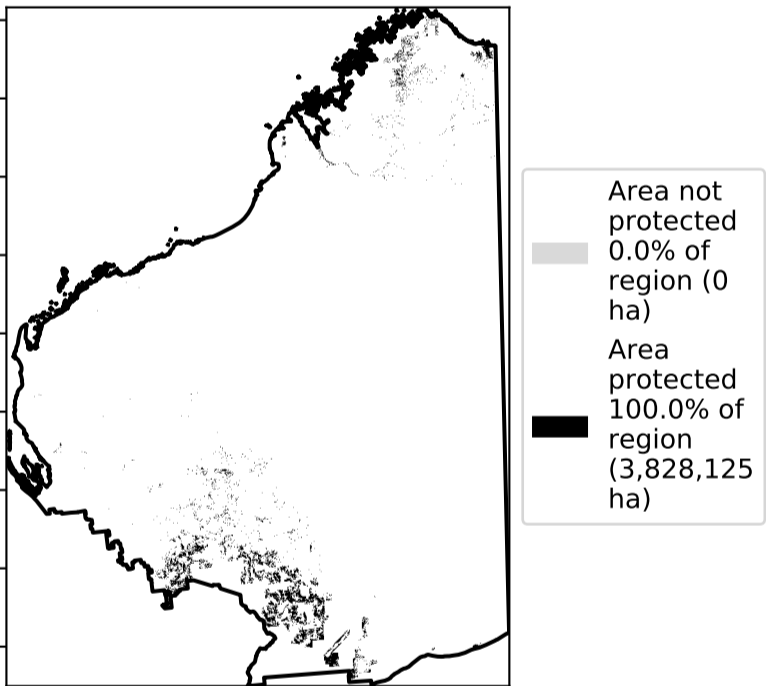 Area not
protected
0.0% of
region (0
ha)
Area
protected
100.0% of
region
(3,828,125
ha)